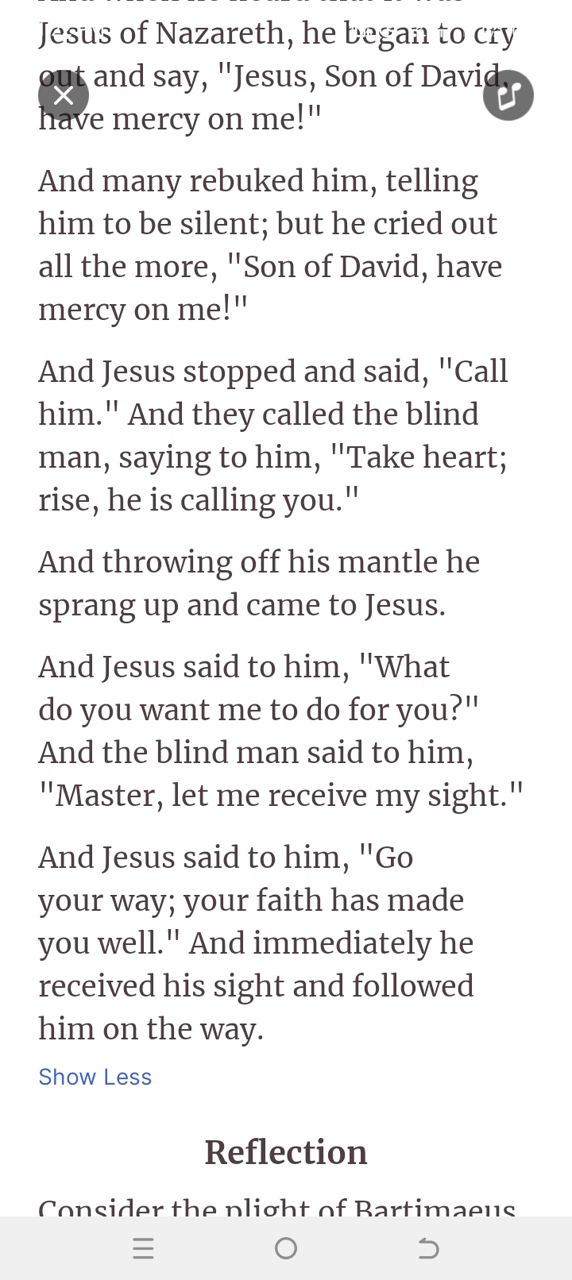 Jesus of Nazareth, he began to cry
out and say, "Jesus, Son of David,
have mercy on me!"
And many rebuked him, telling
him to be silent; but he cried out
all the more, "Son of David, have
mercy on me!"
And Jesus stopped and said, "Call
him." And they called the blind
man, saying to him, "Take heart;
rise, he is calling you."
And throwing off his mantle he
sprang up and came to Jesus.
And Jesus said to him, "What
do you want me to do for you?"
And the blind man said to him,
"Master, let me receive my sight."
And Jesus said to him, "Go
your way; your faith has made
you well." And immediately he
received his sight and followed
him on the way.
Show Less
Reflection
Consider the plight of Bartimaeus